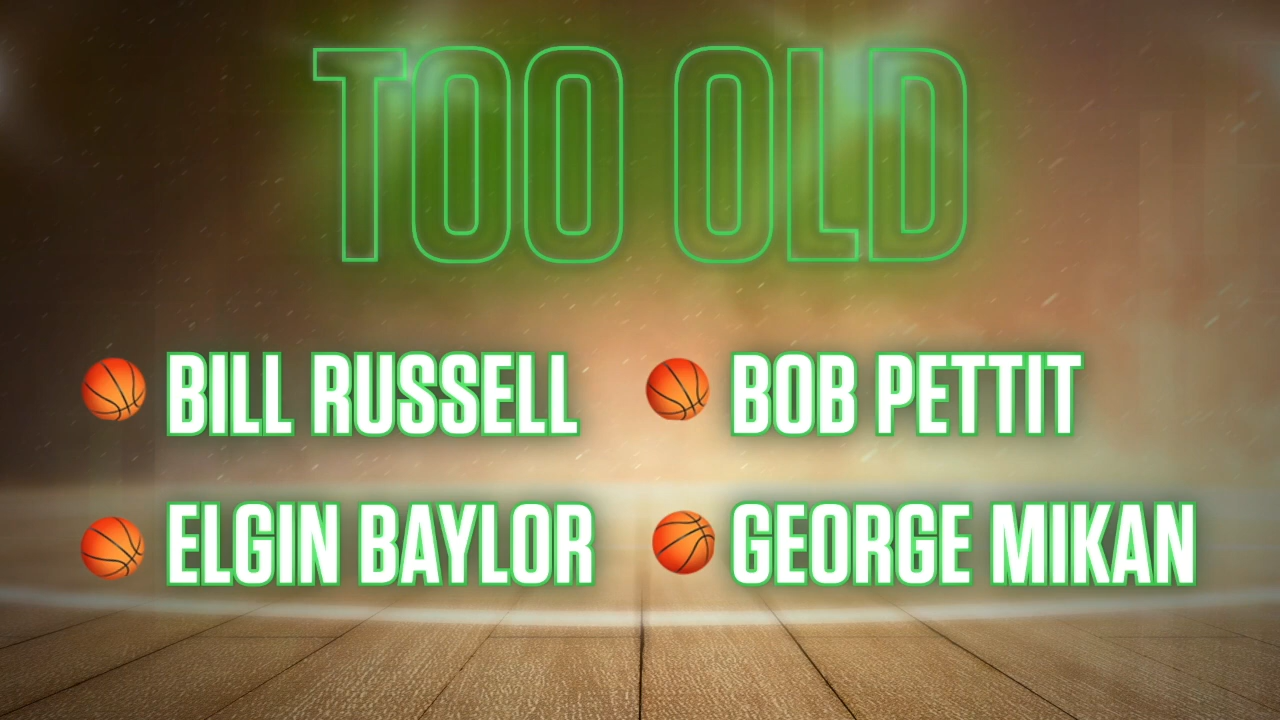 TOO OLD
BILL RUSSELL
BOB PETTIT
ELGIN BAYLOR
GEORGE MIKAN